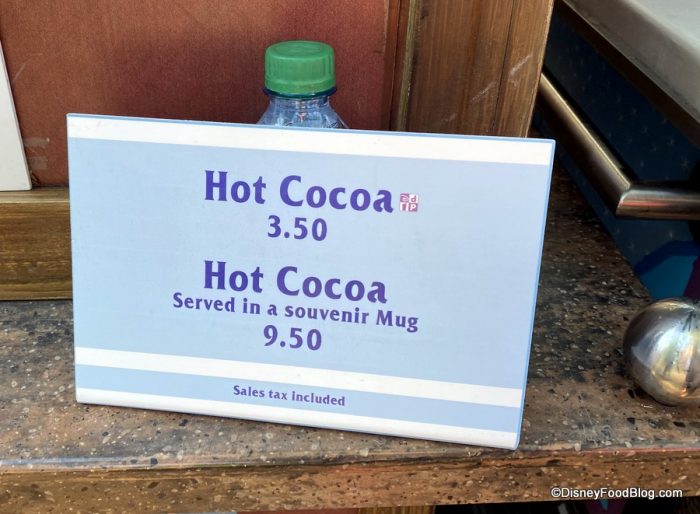 Hot Cocoa
3.50
Hot Cocoa
Served in a souvenir Mug
9.50
Sales tax included
©DisneyFoodBlog.com